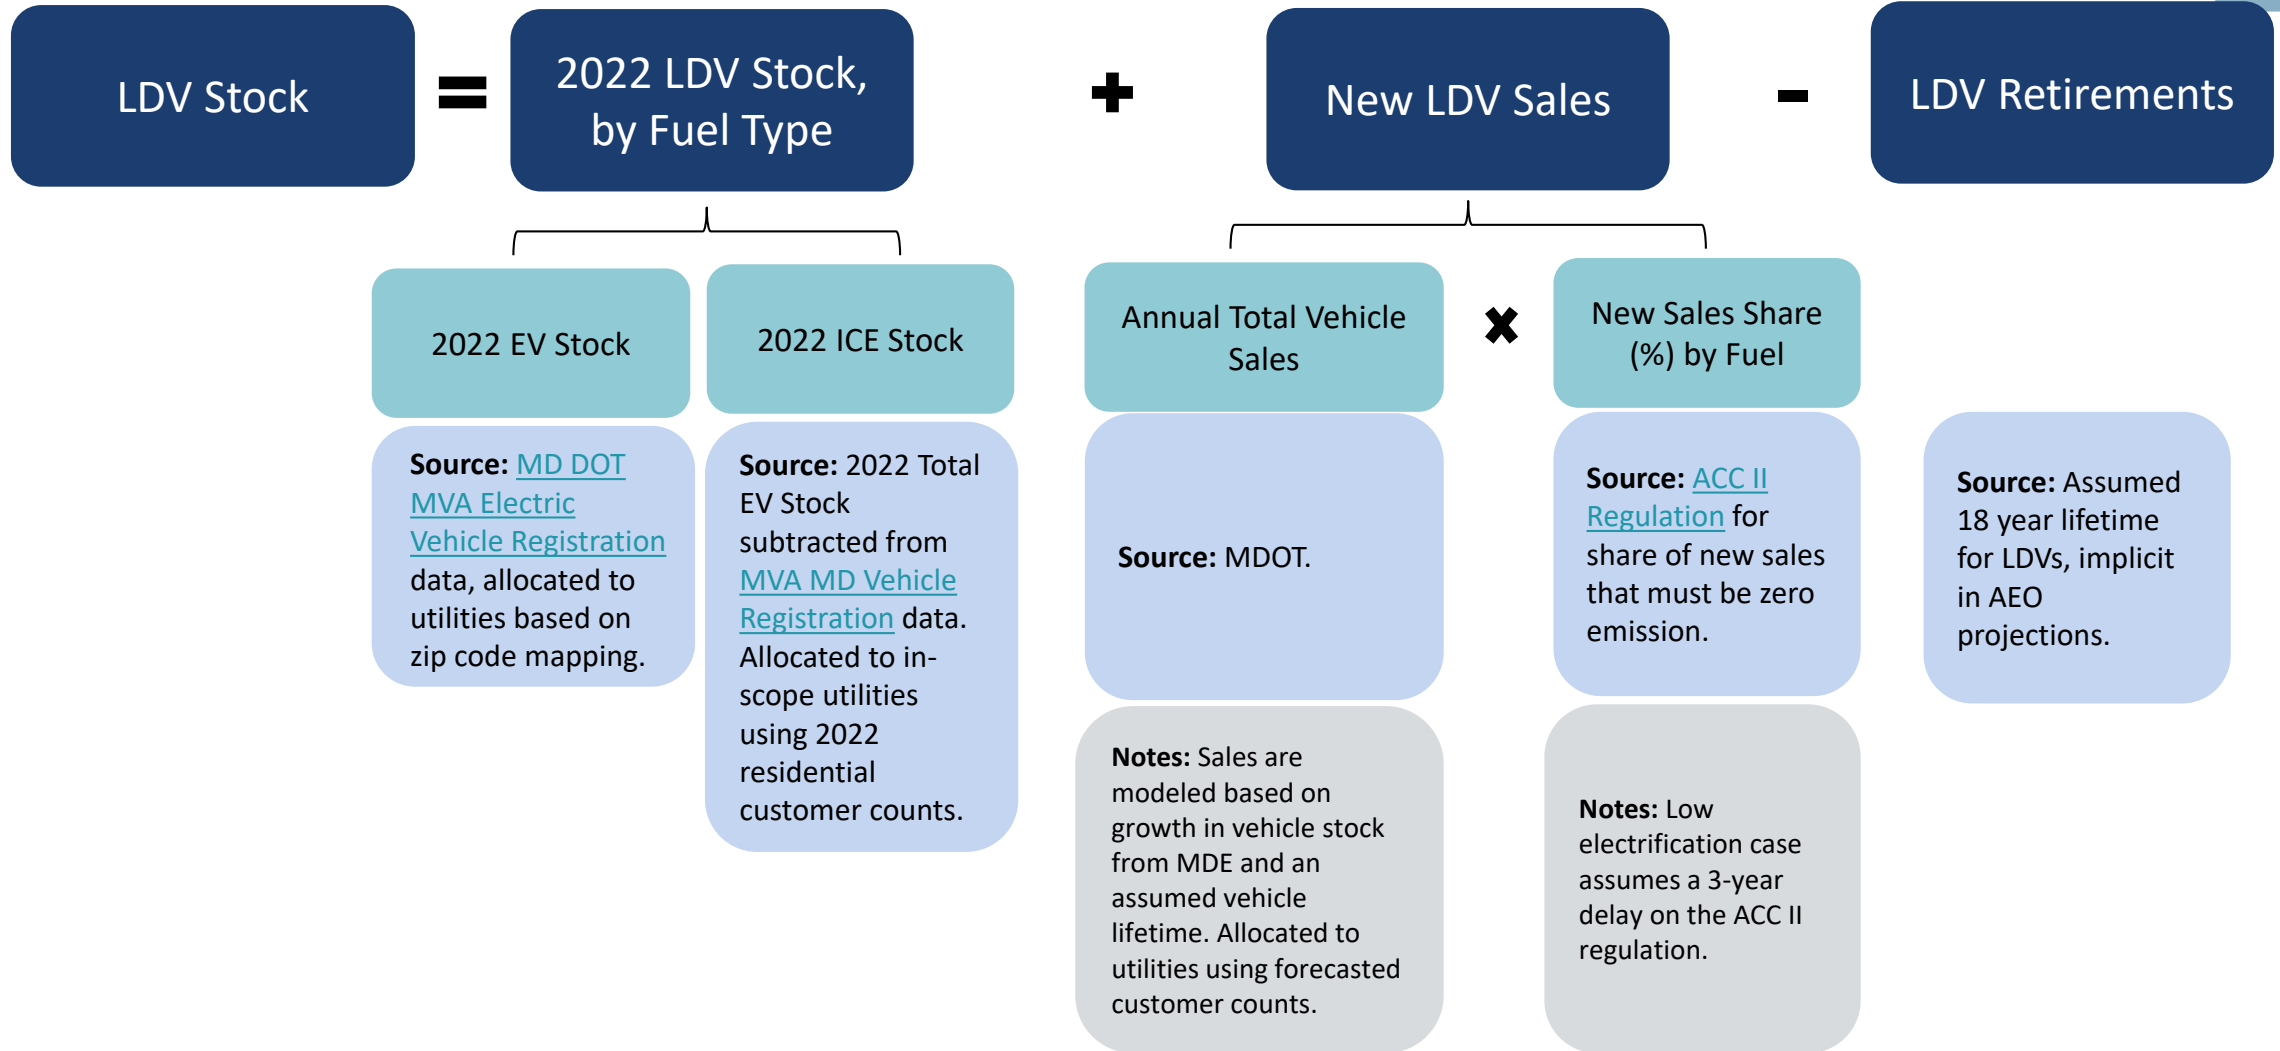 LDV Stock
=
2022 LDV Stock,
by Fuel Type
+
New LDV Sales
-
LDV Retirements
2022 EV Stock
2022 ICE Stock
Annual Total Vehicle
Sales
×
New Sales Share
(%) by Fuel
Source: MD DOT
MVA Electric
Vehicle Registration
data, allocated to
utilities based on
zip code mapping.
Source: 2022 Total
EV Stock
subtracted from
MVA MD Vehicle
Registration data.
Allocated to in-
scope utilities
using 2022
residential
customer counts.
Source: MDOT.
Source: ACC II
Regulation for
share of new sales
that must be zero
emission.
Source: Assumed
18 year lifetime
for LDVs, implicit
in AEO
projections.
Notes: Sales are
modeled based on
growth in vehicle stock
from MDE and an
assumed vehicle
lifetime. Allocated to
utilities using forecasted
customer counts.
Notes: Low
electrification case
assumes a 3-year
delay on the ACC II
regulation.